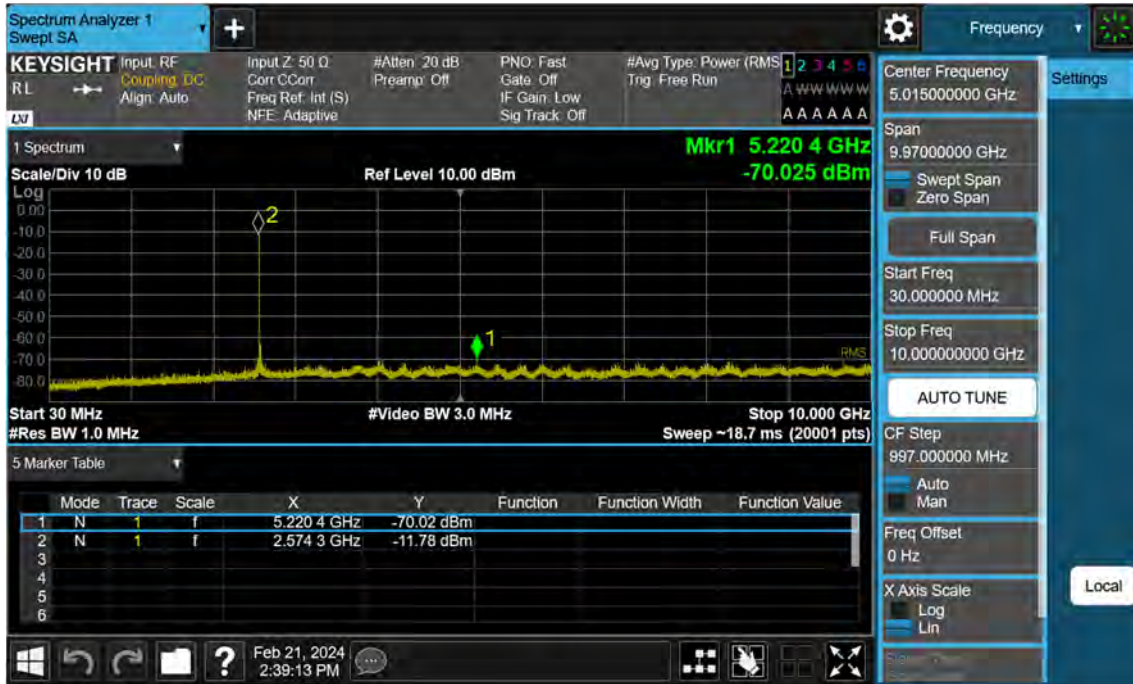 Spectrum Analyzer 1
Swept SA
+
Frequency
KEYSIGHT
RL
LXI
Input: RF
Coupling: DC
Align: Auto
Input Z: 50 Ω
Corr CCorr
Freq Ref: Int (S)
NFE: Adaptive
#Atten: 20 dB
Preamp: Off
PNO: Fast
Gate: Off
IF Gain: Low
Sig Track: Off
#Avg Type: Power (RMS
Trig: Free Run
1 2 3 4 5 6
A W W W W W
A A A A A A
1 Spectrum
Scale/Div 10 dB
Ref Level 10.00 dBm
Mkr1 5.220 4 GHz
-70.025 dBm
Log
0.00
-10.0
-20.0
-30.0
-40.0
-50.0
-60.0
-70.0
-80.0
2
1
RMS
Start 30 MHz
#Video BW 3.0 MHz
Stop 10.000 GHz
#Res BW 1.0 MHz
Sweep ~18.7 ms (20001 pts)
5 Marker Table
Mode Trace Scale X Y Function Function Width Function Value
1 N 1 f 5.220 4 GHz -70.02 dBm
2 N 1 f 2.574 3 GHz -11.78 dBm
3
4
5
6
Feb 21, 2024
2:39:13 PM
?
Center Frequency
5.015000000 GHz
Span
9.97000000 GHz
Swept Span
Zero Span
Full Span
Start Freq
30.000000 MHz
Stop Freq
10.000000000 GHz
AUTO TUNE
CF Step
997.000000 MHz
Auto
Man
Freq Offset
0 Hz
X Axis Scale
Log
Lin
Settings
Local